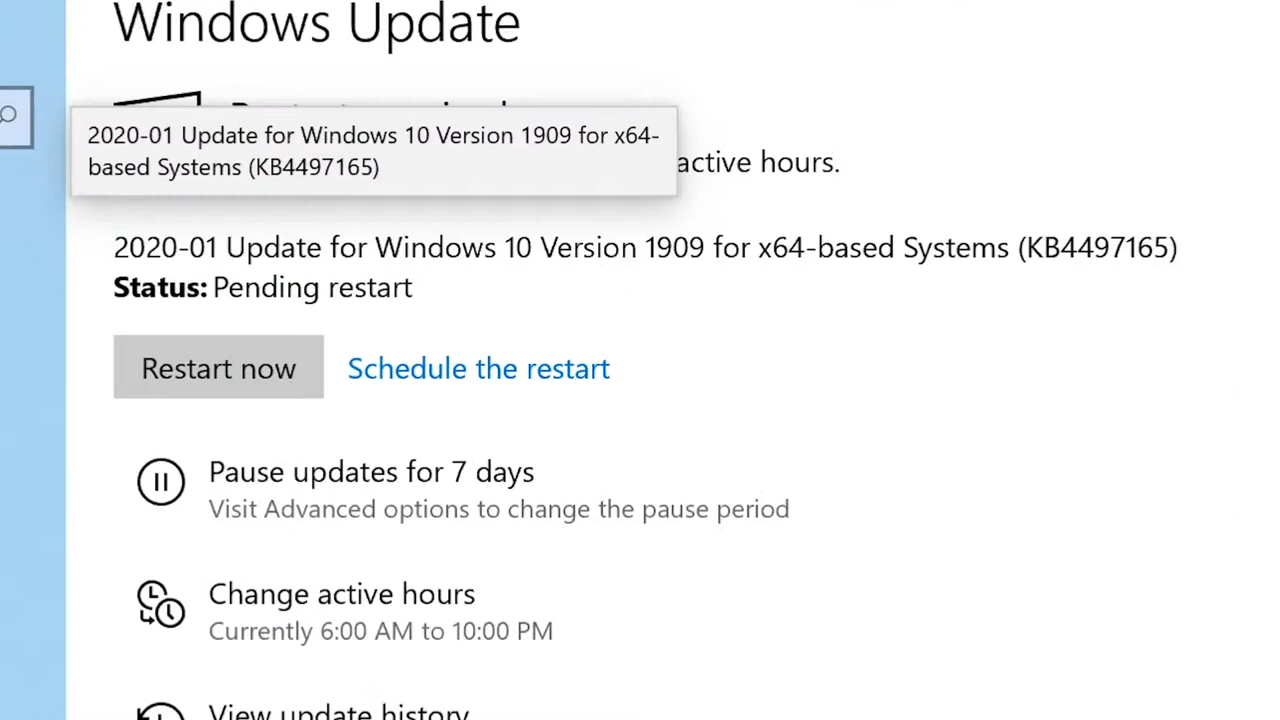 Windows Update
2020-01 Update for Windows 10 Version 1909 for x64-
based Systems (KB4497165)
active hours.
2020-01 Update for Windows 10 Version 1909 for x64-based Systems (KB4497165)
Status: Pending restart
Restart now Schedule the restart
Pause updates for 7 days
Visit Advanced options to change the pause period
Change active hours
Currently 6:00 AM to 10:00 PM
View update history